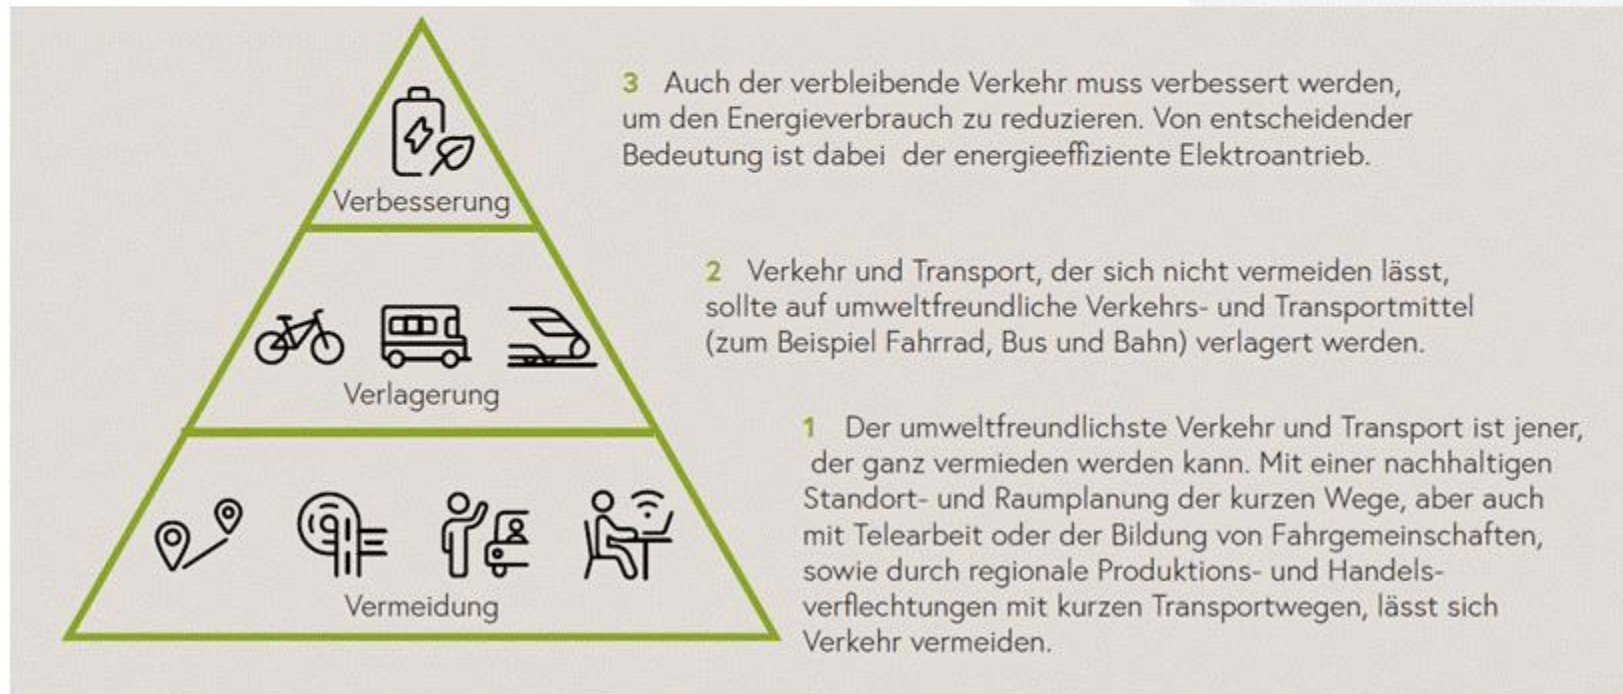 3 Auch der verbleibende Verkehr muss verbessert werden,
um den Energieverbrauch zu reduzieren. Von entscheidender
Bedeutung ist dabei der energieeffiziente Elektroantrieb.
Verbesserung
2 Verkehr und Transport, der sich nicht vermeiden lässt,
sollte auf umweltfreundliche Verkehrs- und Transportmittel
(zum Beispiel Fahrrad, Bus und Bahn) verlagert werden.
Verlagerung
1 Der umweltfreundlichste Verkehr und Transport ist jener,
der ganz vermieden werden kann. Mit einer nachhaltigen
Standort- und Raumplanung der kurzen Wege, aber auch
mit Telearbeit oder der Bildung von Fahrgemeinschaften,
sowie durch regionale Produktions- und Handels-
verflechtungen mit kurzen Transportwegen, lässt sich
Verkehr vermeiden.
Vermeidung